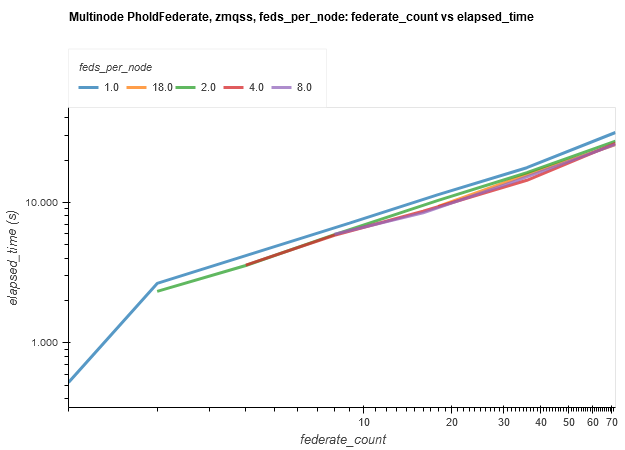 Multinode PholdFederate, zmqss, feds_per_node: federate_count vs elapsed_time
feds_per_node
1.0 18.0 2.0 4.0 8.0
elapsed_time (s)
10.000
1.000
10 20 30 40 50 60 70
federate_count